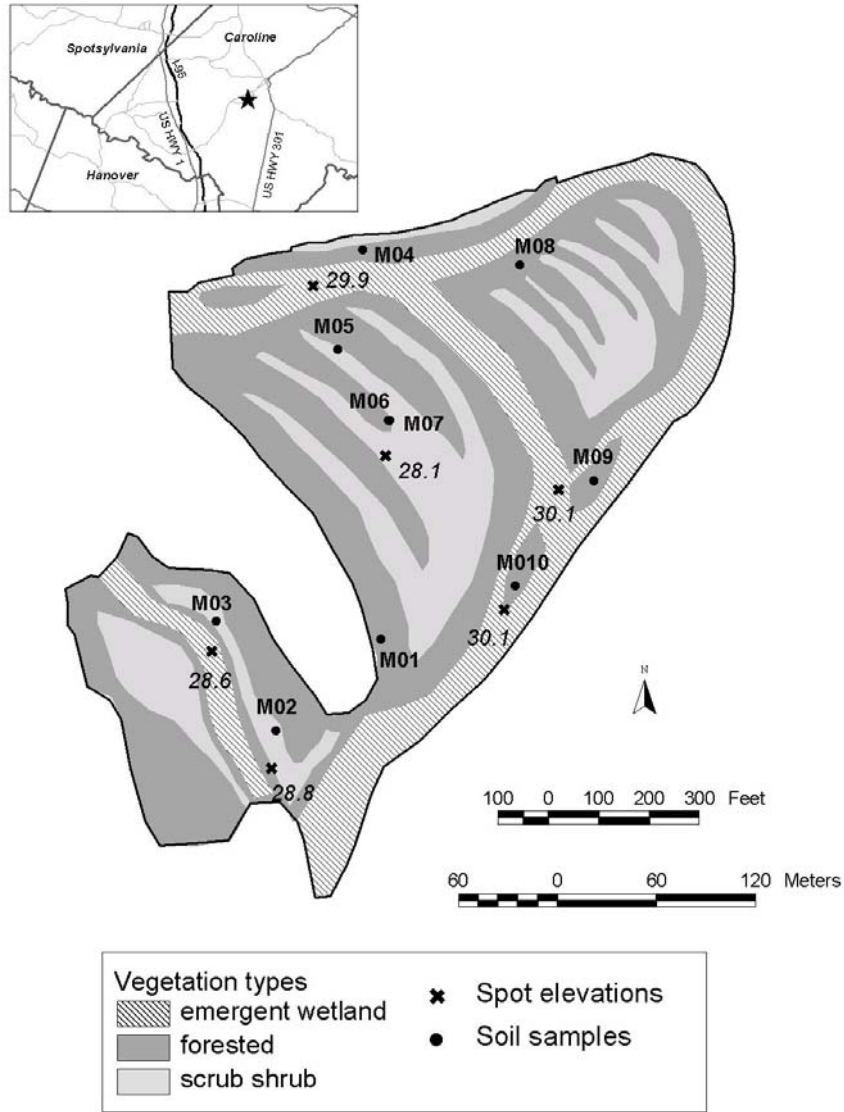 Spotsylvania
Caroline
I-95
US HWY 1
US HWY 301
Hanover
M04
M08
29.9
M05
M06
M07
28.1
M09
30.1
M010
30.1
M03
M01
28.6
M02
28.8
N
100 0 100 200 300 Feet
60 0 60 120 Meters
Vegetation types
emergent wetland
forested
scrub shrub
Spot elevations
Soil samples